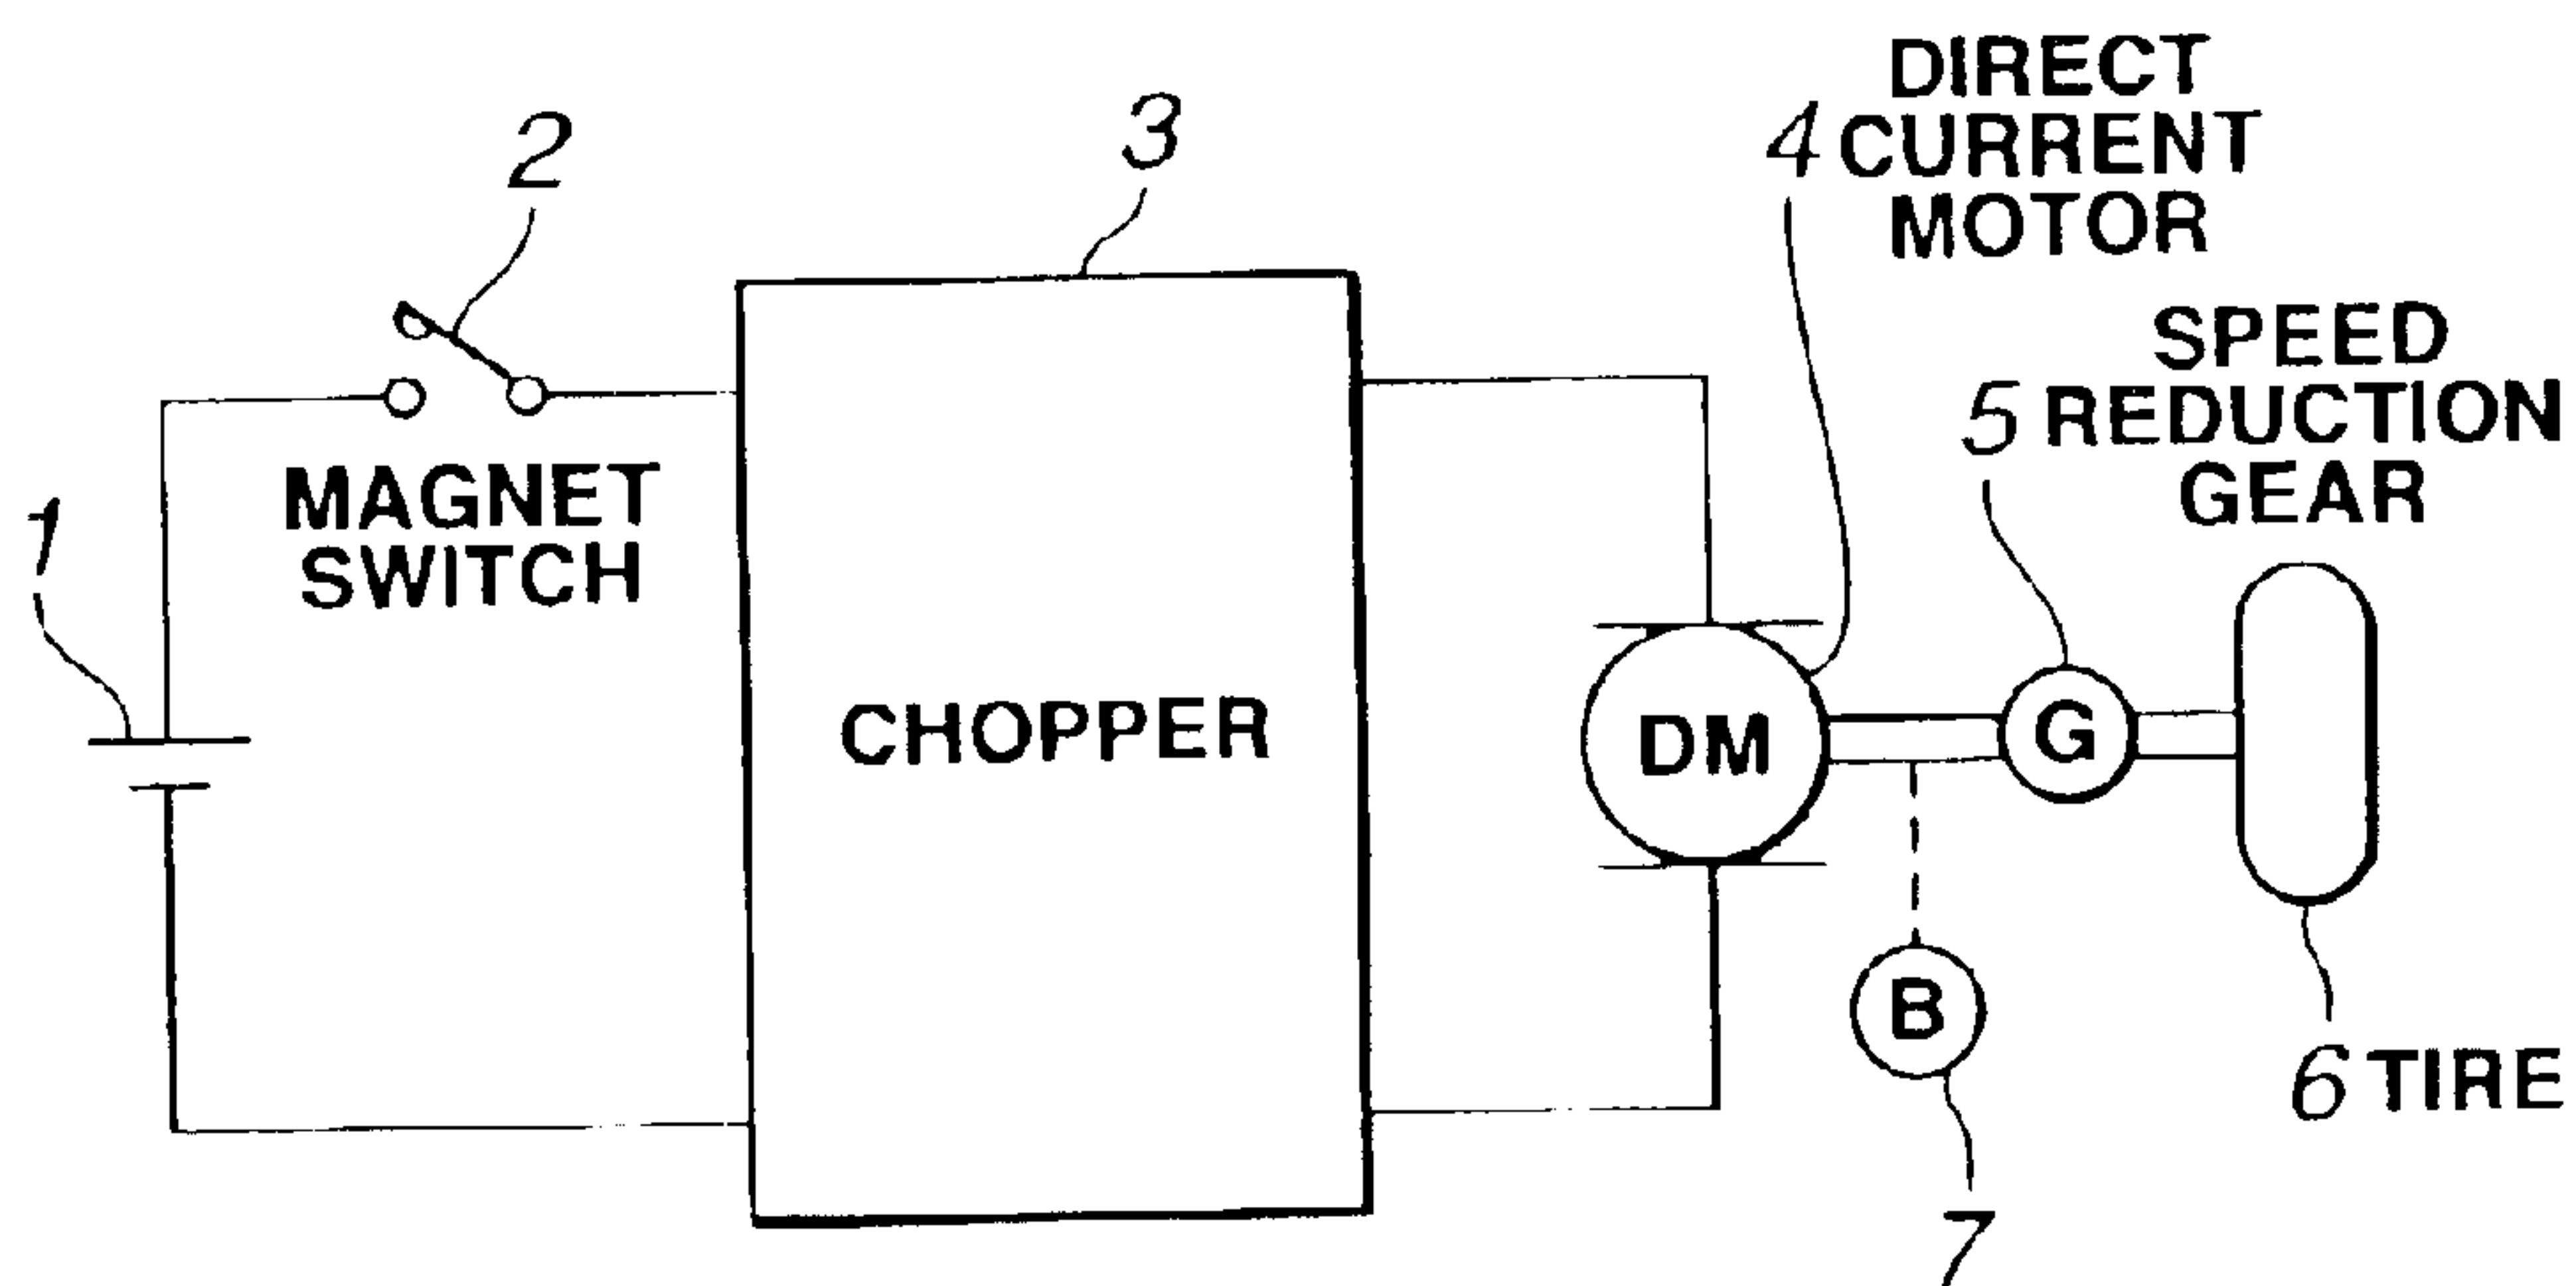 2
3
DIRECT
4 CURRENT
MOTOR
SPEED
5 REDUCTION
GEAR
MAGNET
SWITCH
1
CHOPPER
DM
G
B
6 TIRE
7